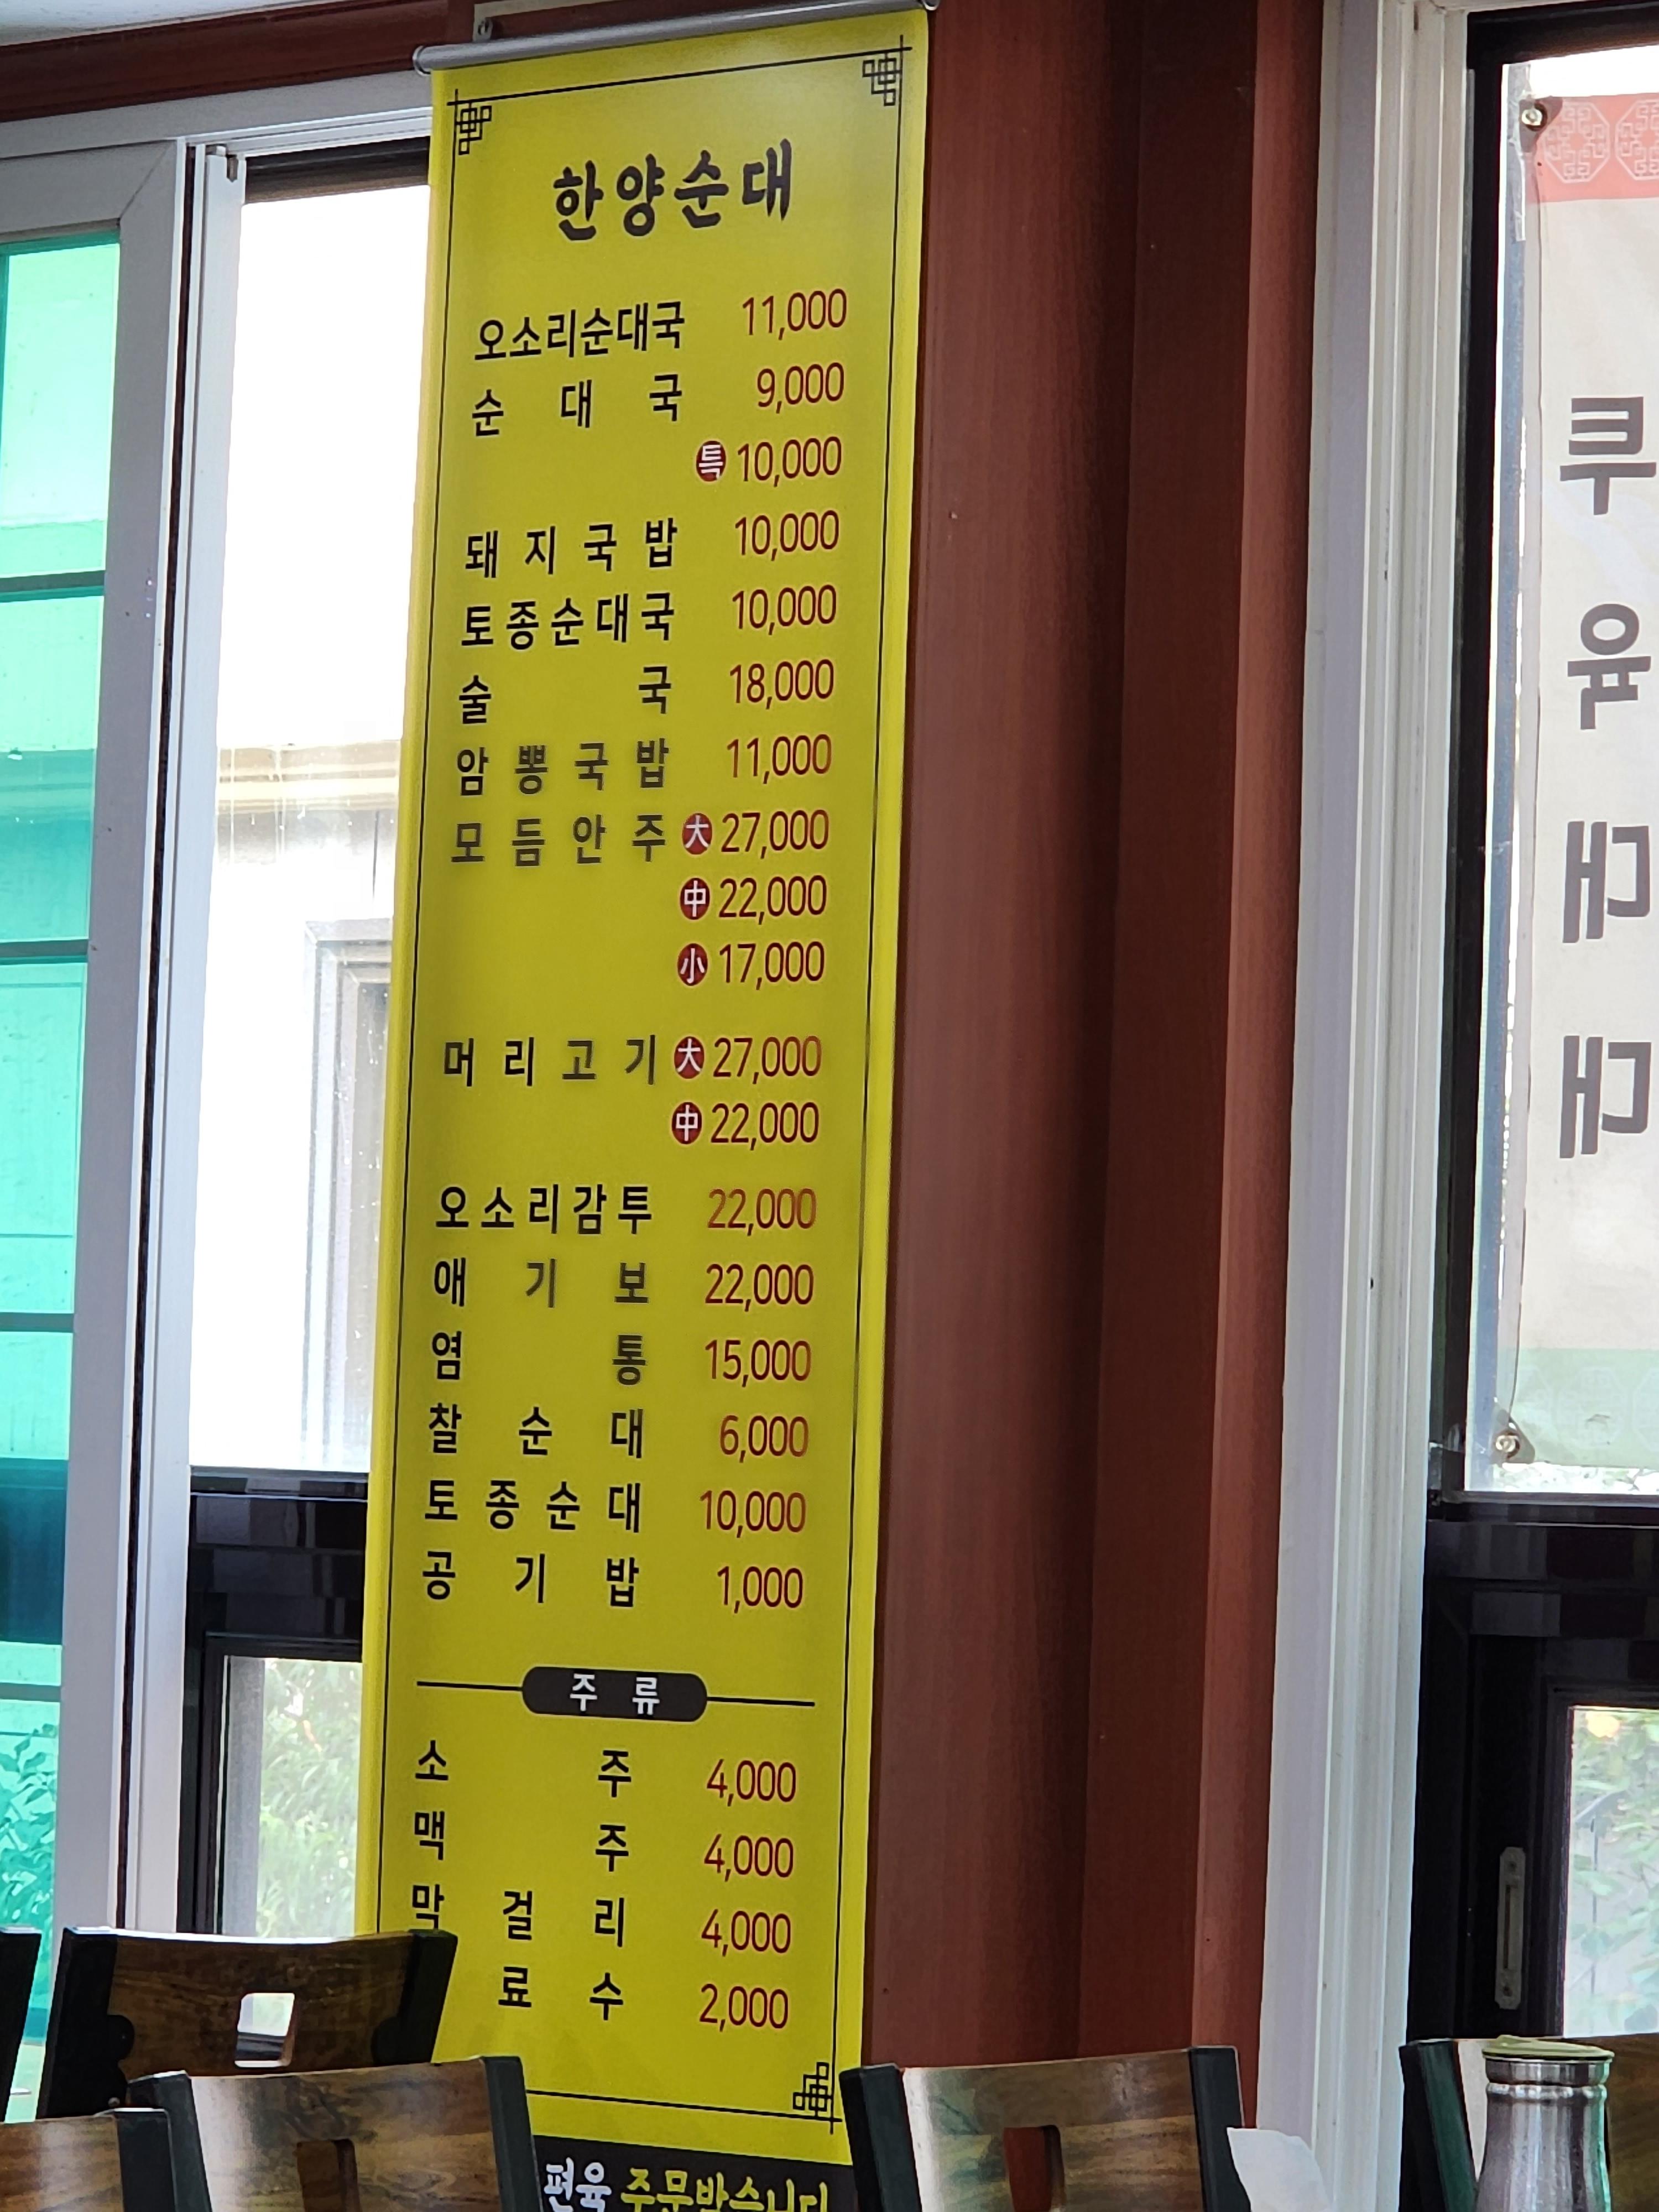 한양순대
오소리순대국 11,000
순대국 9,000
특 10,000
돼지국밥 10,000
토종순대국 10,000
술국 18,000
암뽕국밥 11,000
모듬안주 大 27,000
中 22,000
小 17,000
머리고기 大 27,000
中 22,000
오소리감투 22,000
애기보 22,000
염통 15,000
찰순대 6,000
토종순대 10,000
공기밥 1,000
주류
소주 4,000
맥주 4,000
막걸리 4,000
료수 2,000
편육 주문받습니다